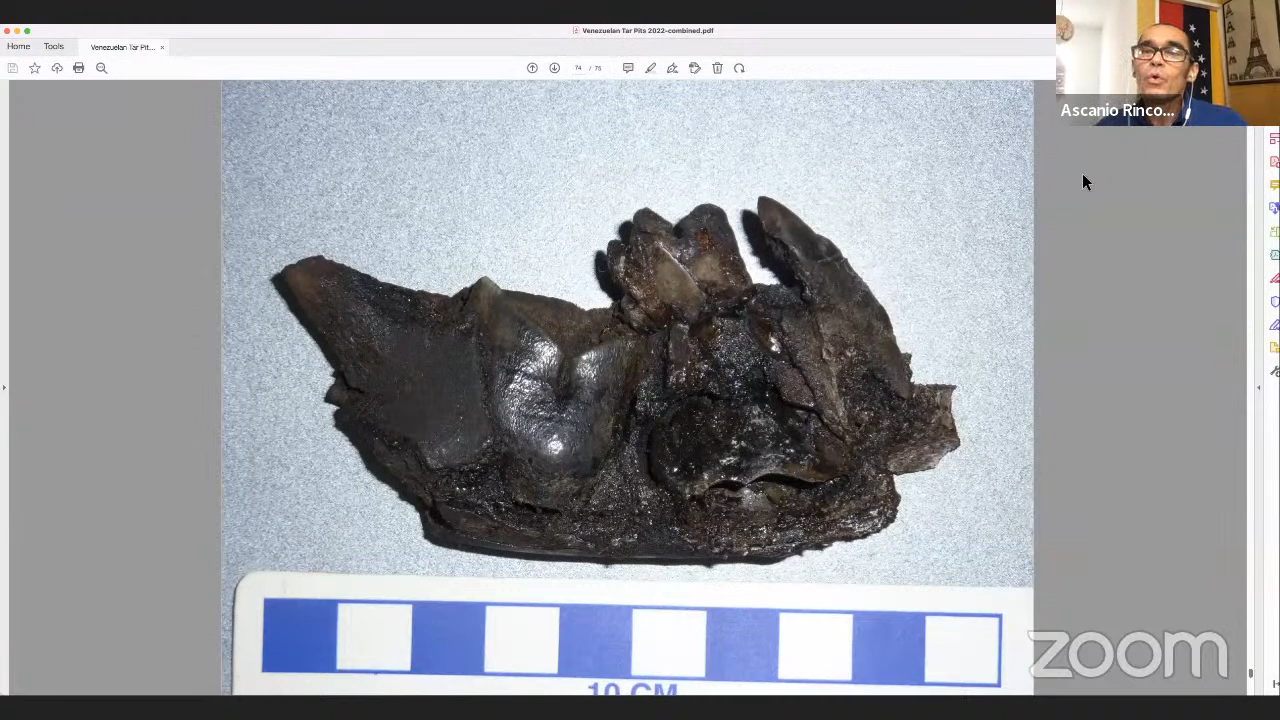 Venezuelan Tar Pits 2022-combined.pdf
Home Tools Venezuelan Tar Pit... ×
74 / 75
Ascanio Rinco...
10 CM
zoom